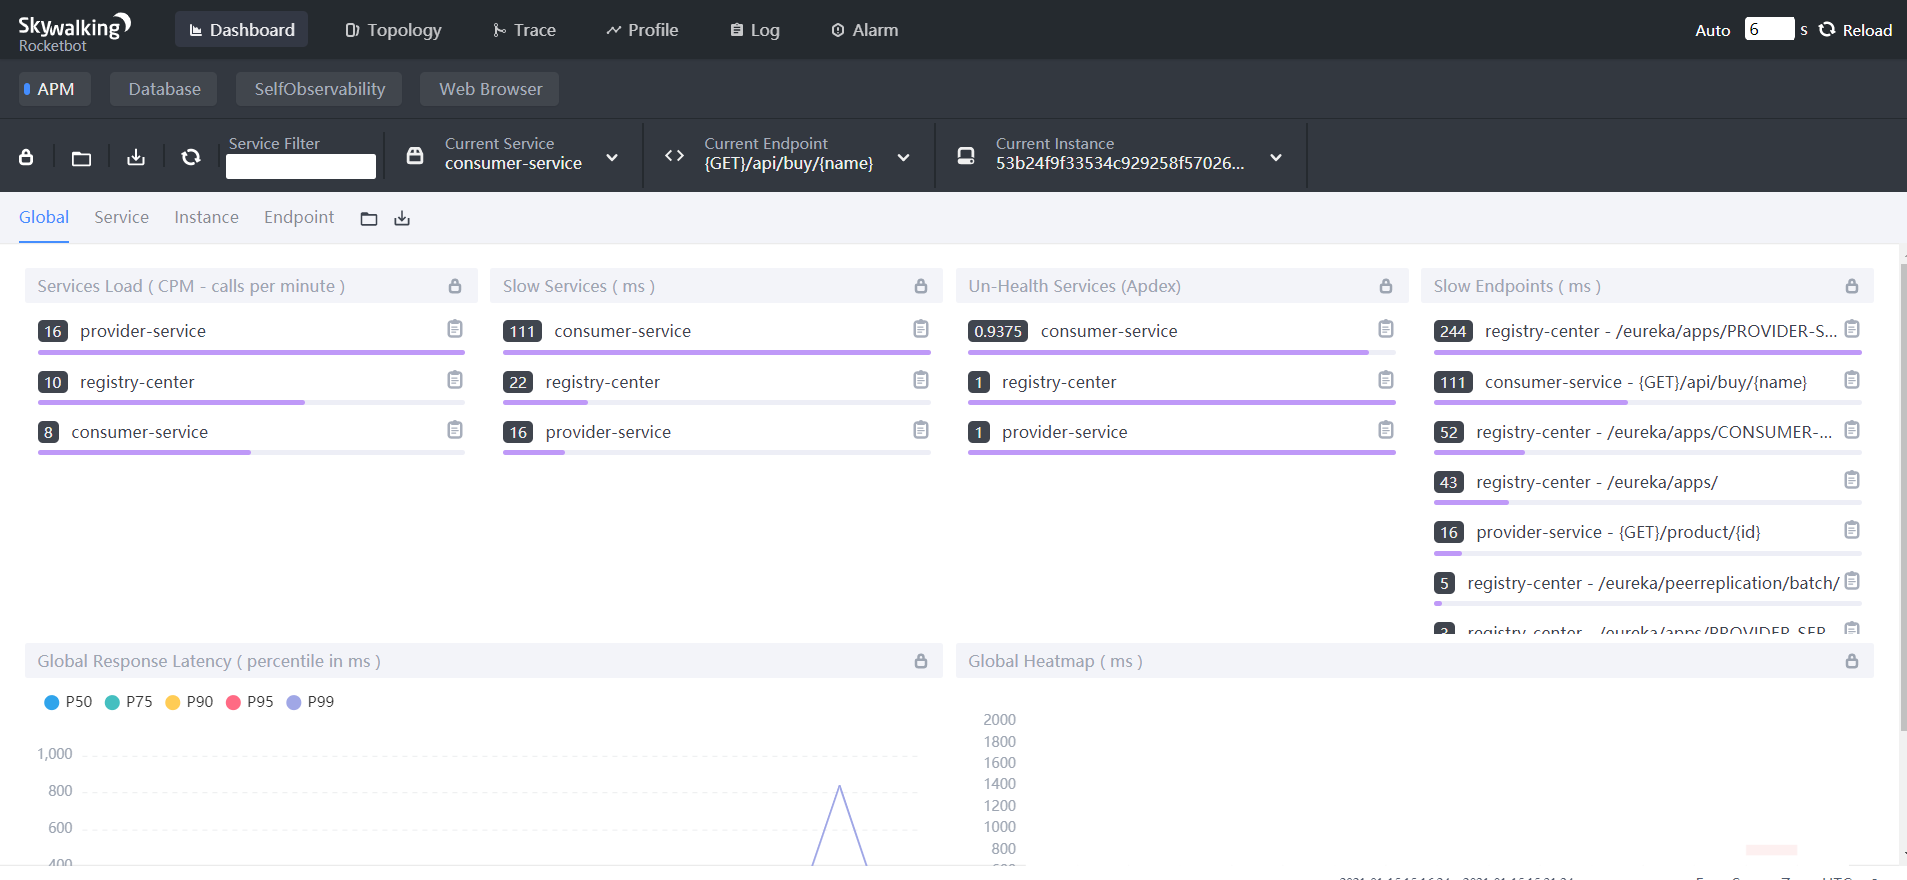 Skywalking
Rocketbot
Dashboard
Topology
Trace
Profile
Log
Alarm
Auto 6 s Reload
APM
Database
SelfObservability
Web Browser
Service Filter
Current Service
consumer-service
Current Endpoint
{GET}/api/buy/{name}
Current Instance
53b24f9f33534c929258f57026...
Global
Service
Instance
Endpoint
Services Load ( CPM - calls per minute )
16 provider-service
10 registry-center
8 consumer-service
Slow Services ( ms )
111 consumer-service
22 registry-center
16 provider-service
Un-Health Services (Apdex)
0.9375 consumer-service
1 registry-center
1 provider-service
Slow Endpoints ( ms )
244 registry-center - /eureka/apps/PROVIDER-S...
111 consumer-service - {GET}/api/buy/{name}
52 registry-center - /eureka/apps/CONSUMER-...
43 registry-center - /eureka/apps/
16 provider-service - {GET}/product/{id}
5 registry-center - /eureka/peerreplication/batch/
registry-center - /eureka/apps/PROVIDER-SER...
Global Response Latency ( percentile in ms )
P50 P75 P90 P95 P99
1,000
800
600
400
Global Heatmap ( ms )
2000
1800
1600
1400
1200
1000
800